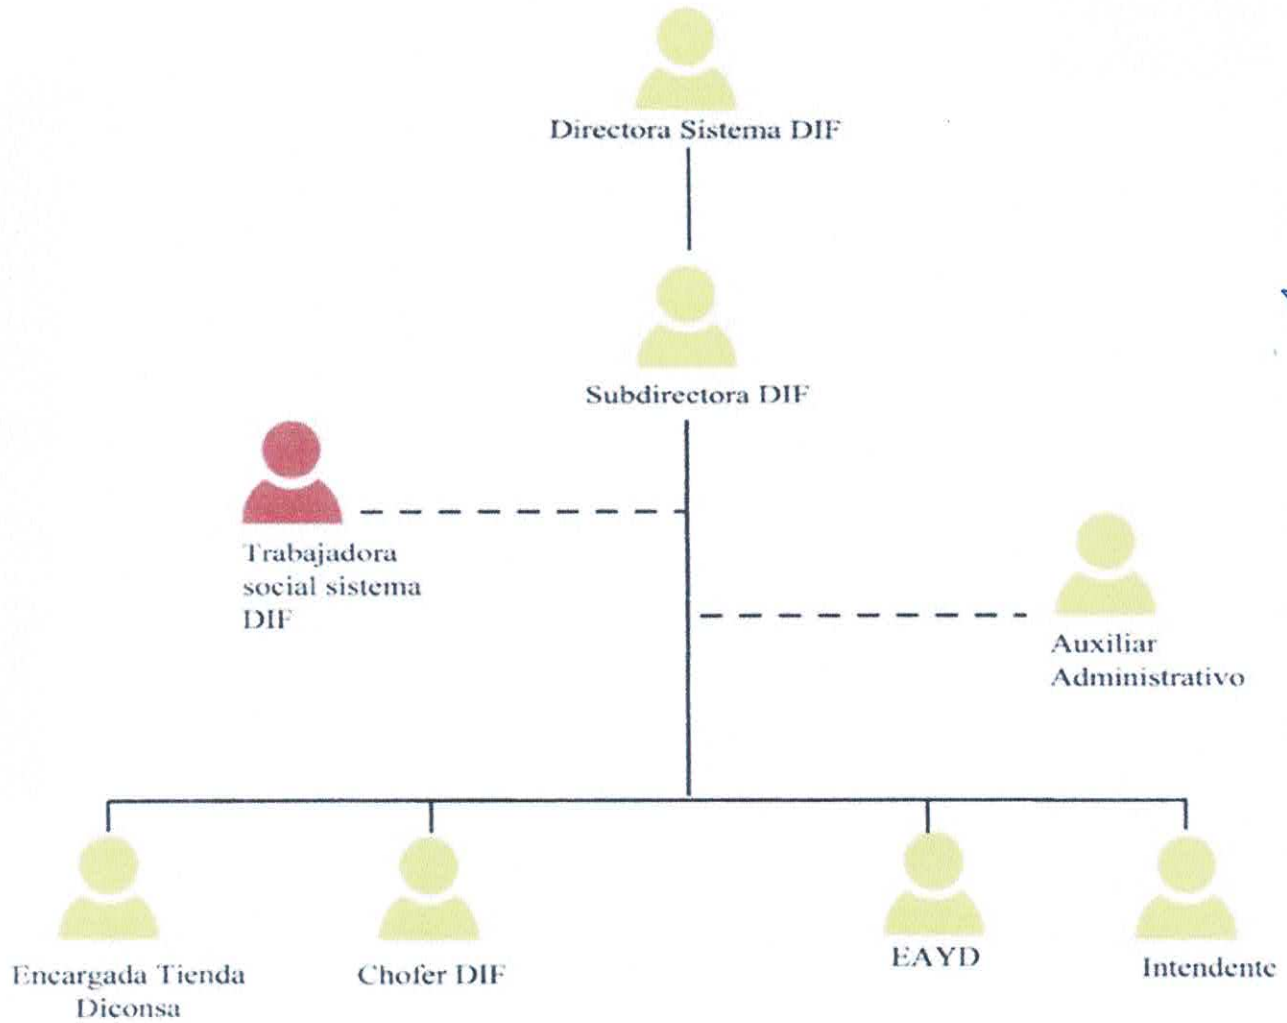 Directora Sistema DIF
Subdirectora DIF
Trabajadora
social sistema
DIF
Auxiliar
Administrativo
Encargada Tienda
Diconsa
Chofer DIF
EAYD
Intendente